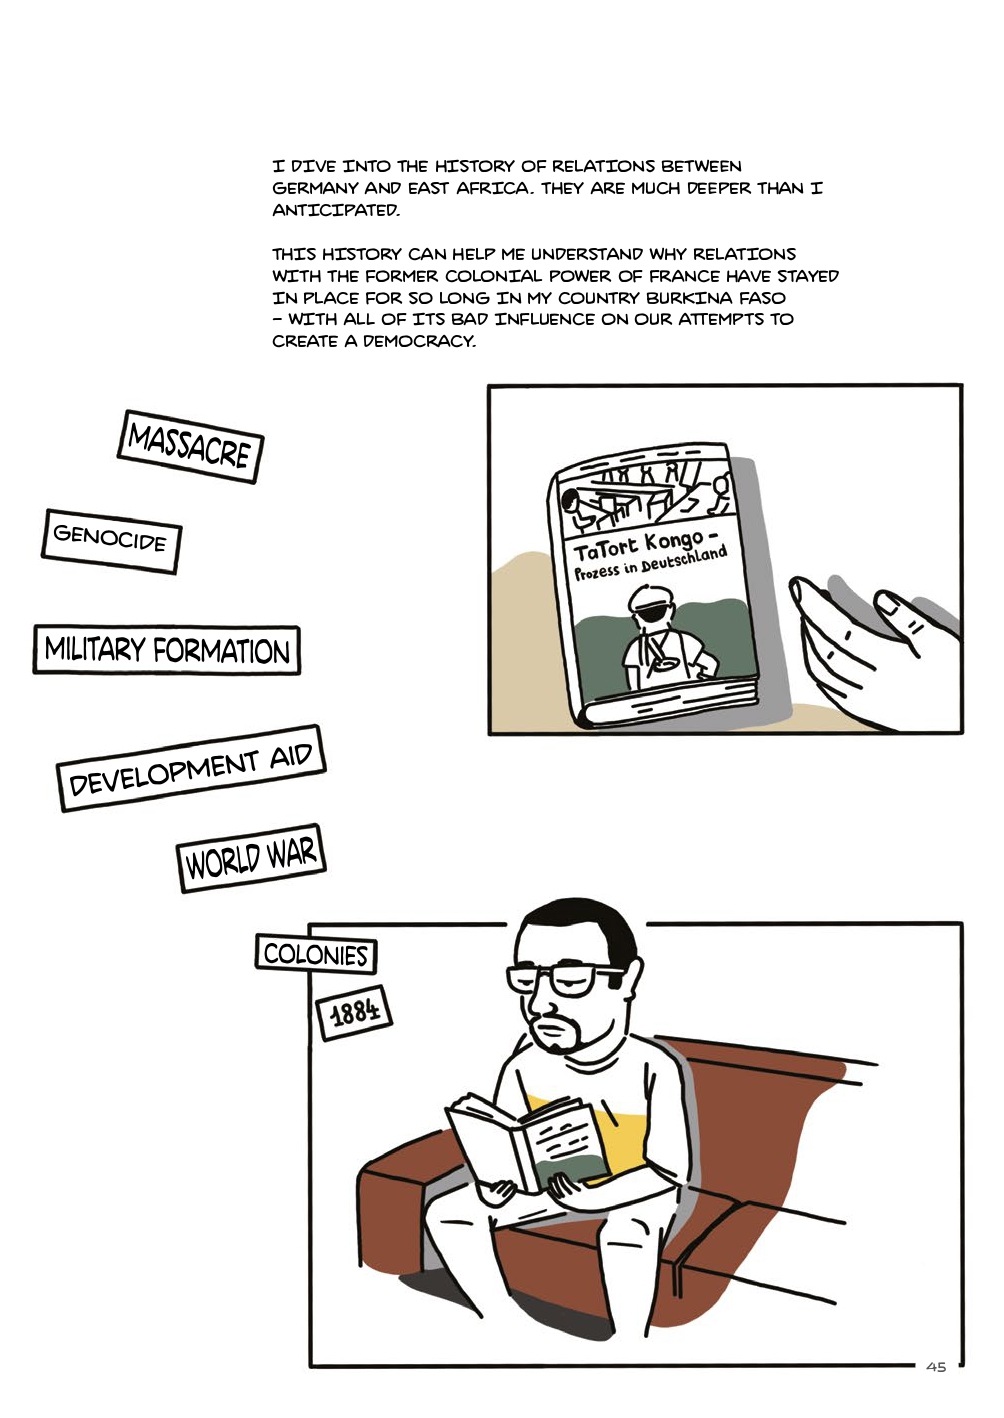 I DIVE INTO THE HISTORY OF RELATIONS BETWEEN
GERMANY AND EAST AFRICA. THEY ARE MUCH DEEPER THAN I
ANTICIPATED.
THIS HISTORY CAN HELP ME UNDERSTAND WHY RELATIONS
WITH THE FORMER COLONIAL POWER OF FRANCE HAVE STAYED
IN PLACE FOR SO LONG IN MY COUNTRY BURKINA FASO
– WITH ALL OF ITS BAD INFLUENCE ON OUR ATTEMPTS TO
CREATE A DEMOCRACY.
MASSACRE
GENOCIDE
TaTort Kongo –
Prozess in Deutschland
MILITARY FORMATION
DEVELOPMENT AID
WORLD WAR
COLONIES
1884
45